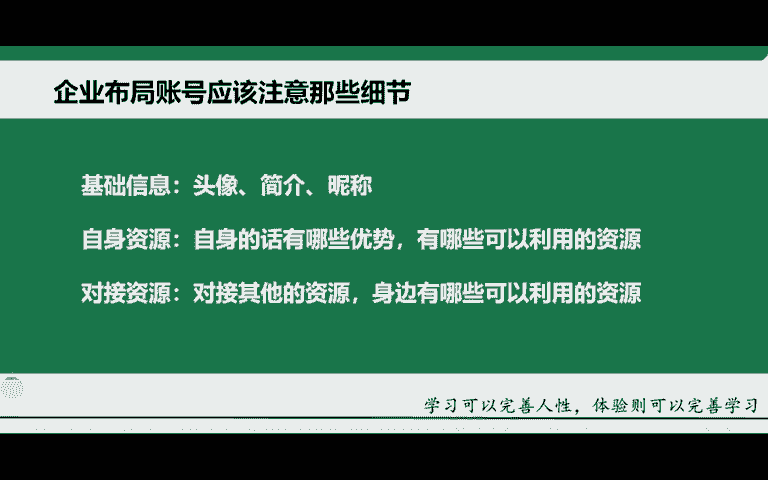 企业布局账号应该注意那些细节
基础信息：头像、简介、昵称
自身资源：自身的话有哪些优势，有哪些可以利用的资源
对接资源：对接其他的资源，身边有哪些可以利用的资源
学习可以完善人性，体验则可以完善学习